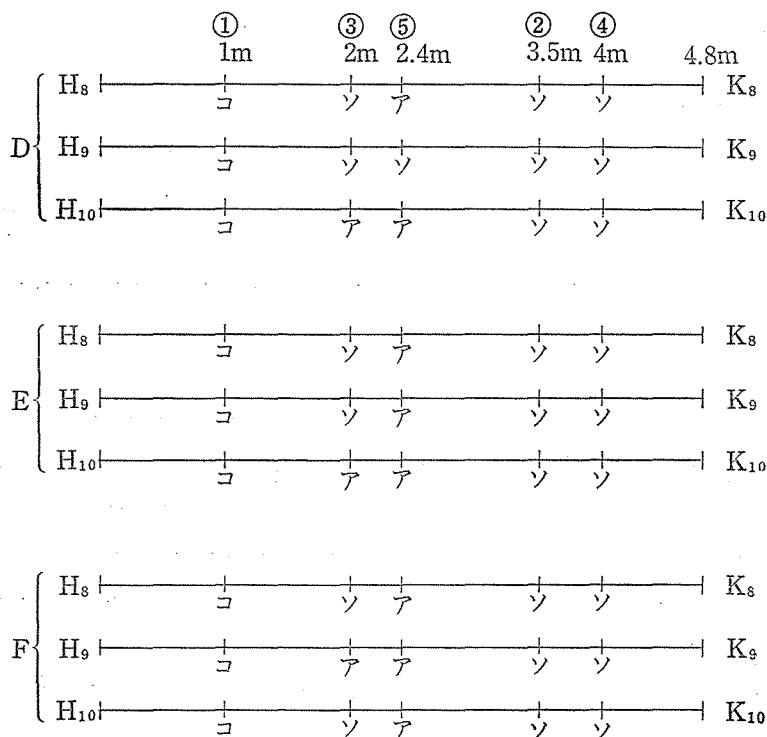 ① ③ ⑤ ② ④
1m 2m 2.4m 3.5m 4m 4.8m
H₈ K₈
コ ソ ア ソ ソ
D H₉ K₉
コ ソ ソ ソ ソ
H₁₀ K₁₀
コ ア ア ソ ソ
H₈ K₈
コ ソ ア ソ ソ
E H₉ K₉
コ ソ ア ソ ソ
H₁₀ K₁₀
コ ア ア ソ ソ
H₈ K₈
コ ソ ア ソ ソ
F H₉ K₉
コ ア ア ソ ソ
H₁₀ K₁₀
コ ソ ア ソ ソ